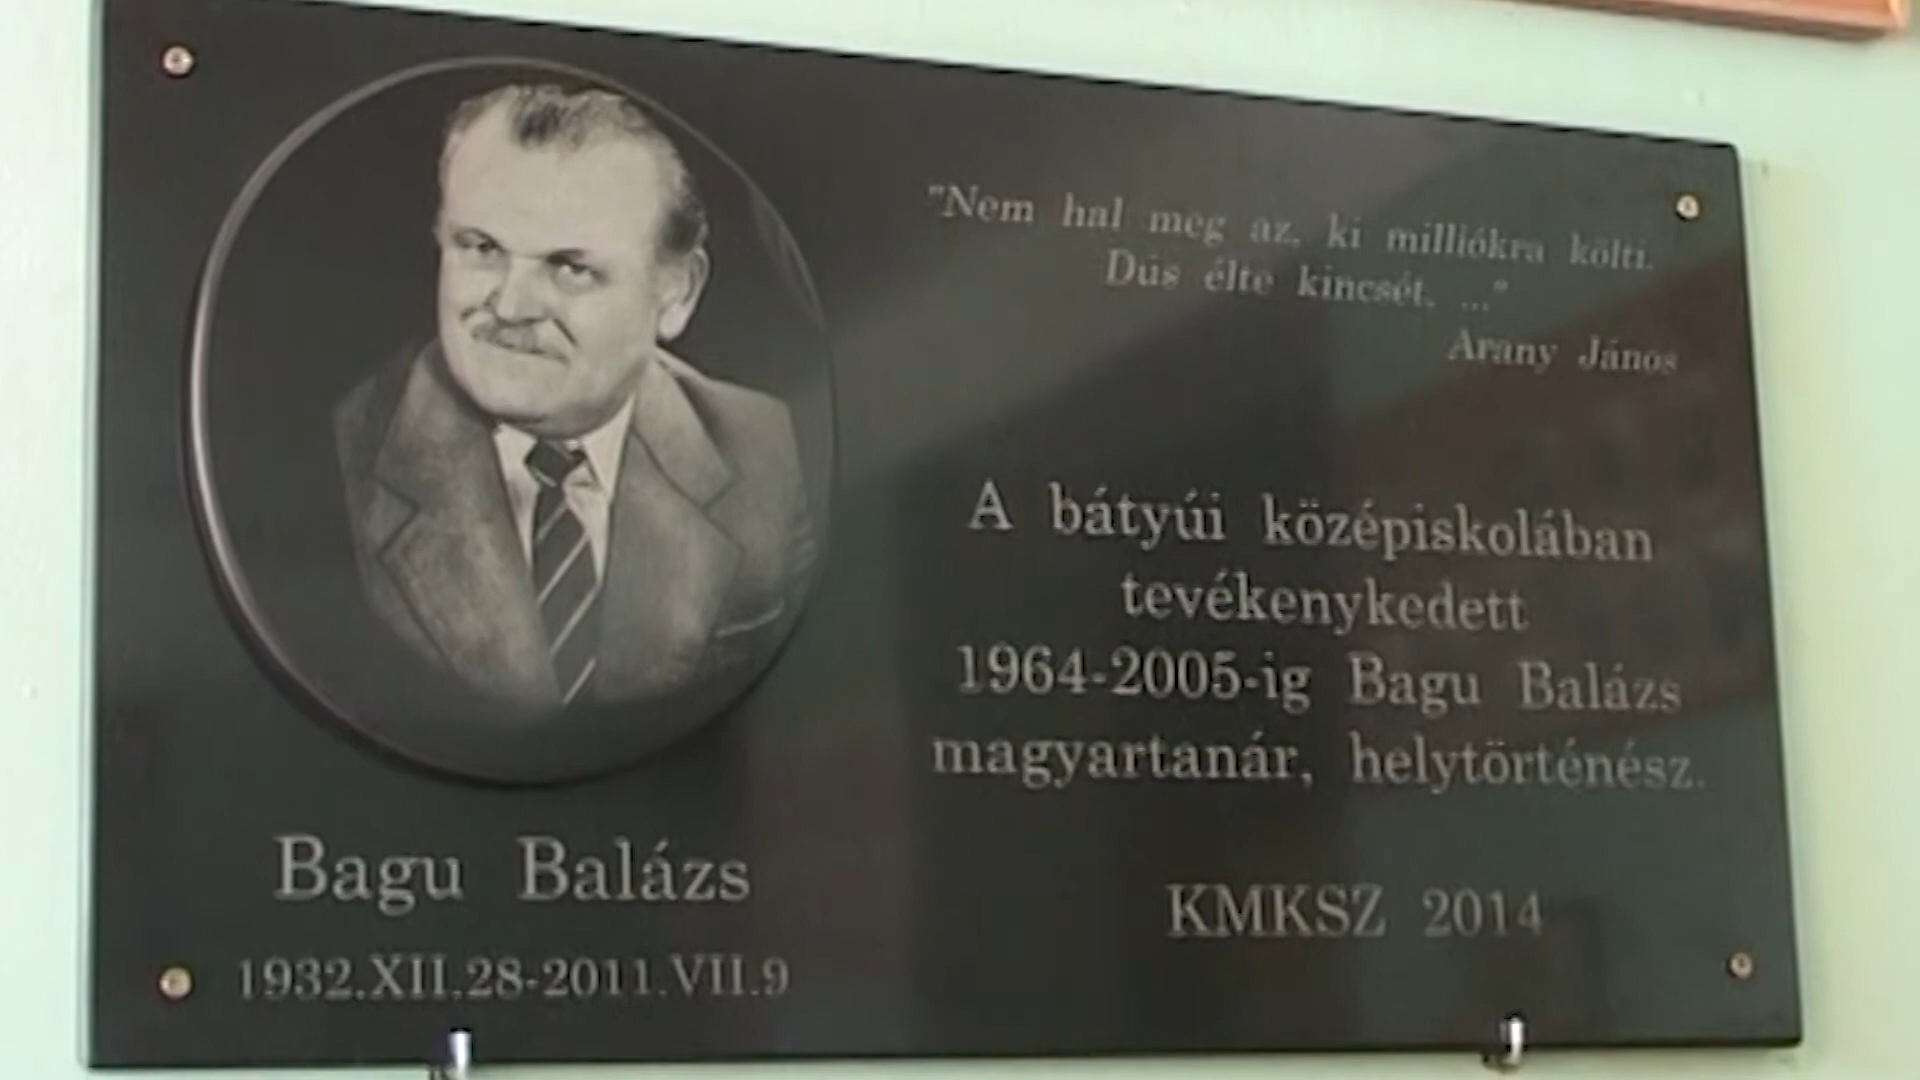 Bagu Balázs
1932.XII.28-2011.VII.9
"Nem hal meg az, ki milliókra költi,
Dús élte kincsét, ..."
Arany János
A bátyúi középiskolában
tevékenykedett
1964-2005-ig Bagu Balázs
magyartanár, helytörténész.
KMKSZ 2014